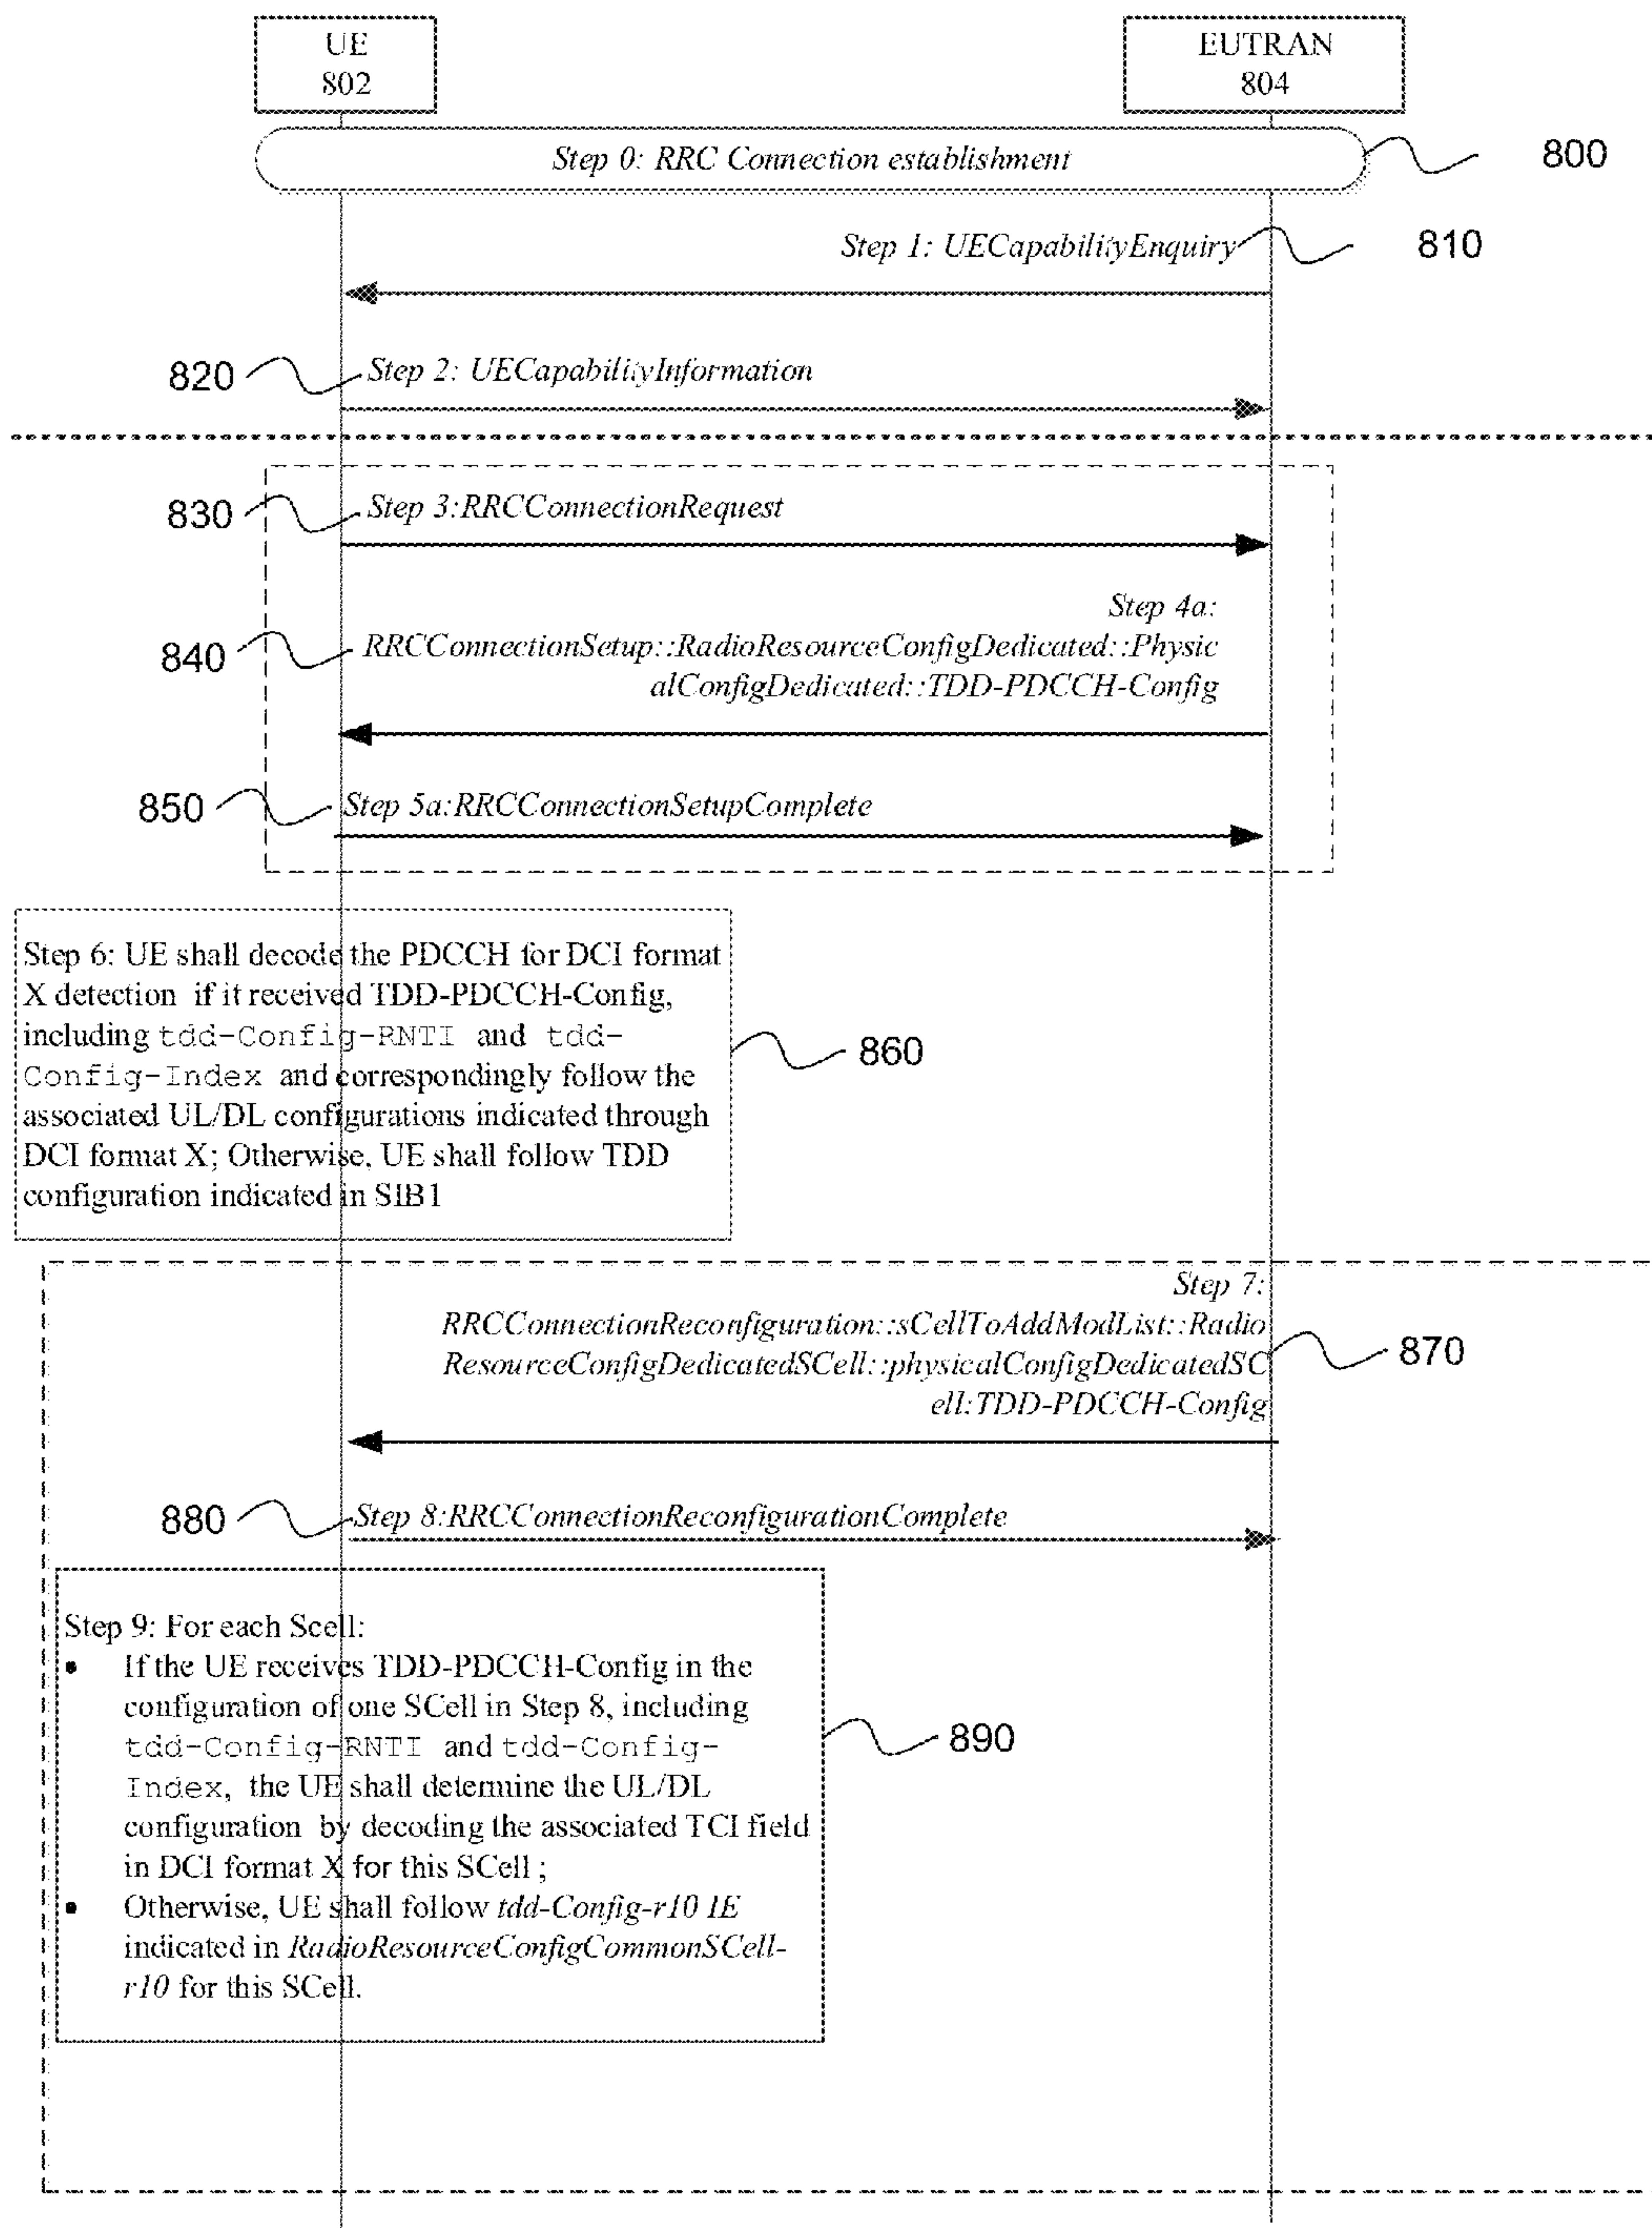 UE
802
EUTRAN
804
Step 0: RRC Connection establishment
800
Step 1: UECapabilityEnquiry
810
820
Step 2: UECapabilityInformation
830
Step 3:RRCConnectionRequest
Step 4a:
840
RRCConnectionSetup::RadioResourceConfigDedicated::Physic
alConfigDedicated::TDD-PDCCH-Config
850
Step 5a:RRCConnectionSetupComplete
Step 6: UE shall decode the PDCCH for DCI format
X detection if it received TDD-PDCCH-Config,
including tdd-Config-RNTI and tdd-
Config-Index and correspondingly follow the
associated UL/DL configurations indicated through
DCI format X; Otherwise, UE shall follow TDD
configuration indicated in SIB1
860
Step 7:
RRCConnectionReconfiguration::sCellToAddModList::Radio
ResourceConfigDedicatedSCell::physicalConfigDedicatedSC
ell:TDD-PDCCH-Config
870
880
Step 8:RRCConnectionReconfigurationComplete
Step 9: For each Scell:
• If the UE receives TDD-PDCCH-Config in the
configuration of one SCell in Step 8, including
tdd-Config-RNTI and tdd-Config-
Index, the UE shall determine the UL/DL
configuration by decoding the associated TCI field
in DCI format X for this SCell ;
• Otherwise, UE shall follow tdd-Config-r10 IE
indicated in RadioResourceConfigCommonSCell-
r10 for this SCell.
890